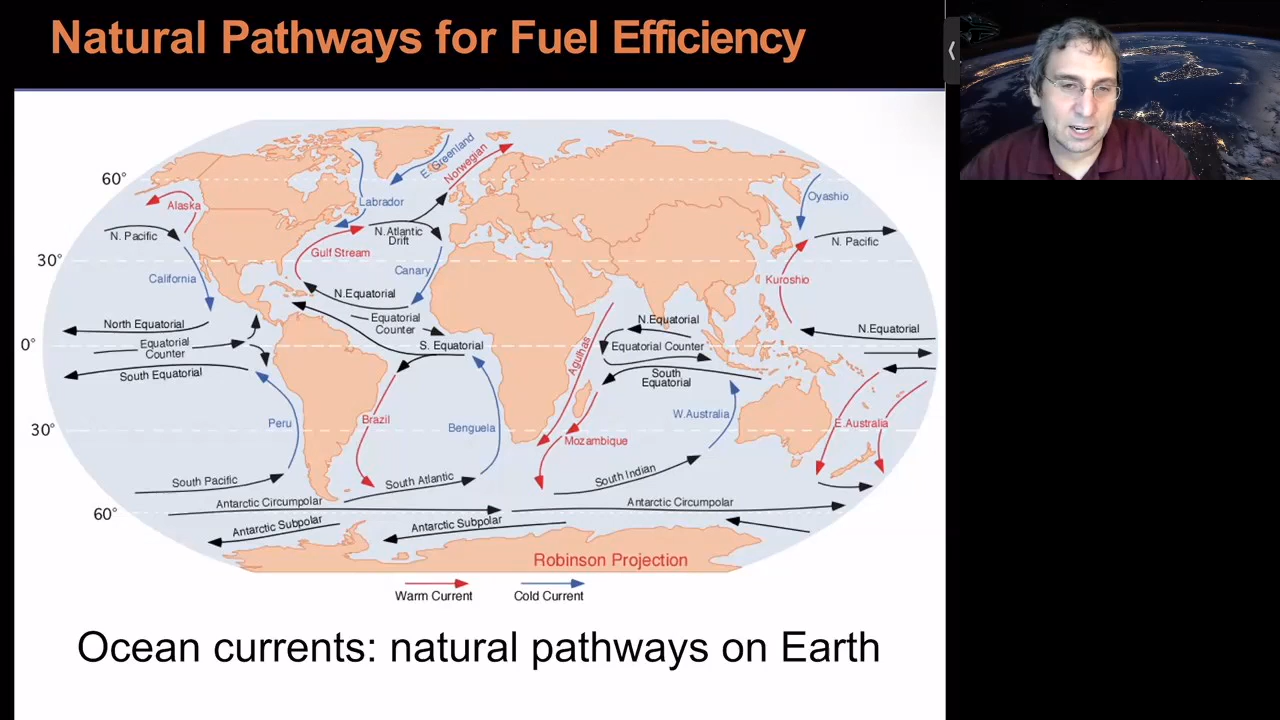 Natural Pathways for Fuel Efficiency
E. Greenland
Norwegian
60°
Labrador
Oyashio
Alaska
N. Pacific
N.Atlantic
Drift
N. Pacific
Gulf Stream
30°
California
Canary
Kuroshio
N.Equatorial
North Equatorial
Equatorial
Counter
N.Equatorial
N.Equatorial
0°
Equatorial
Counter
S. Equatorial
Equatorial Counter
South Equatorial
Agulhas
South
Equatorial
Peru
Brazil
Benguela
W.Australia
E.Australia
30°
Mozambique
South Pacific
South Atlantic
South Indian
Antarctic Circumpolar
Antarctic Circumpolar
60°
Antarctic Subpolar
Antarctic Subpolar
Robinson Projection
Warm Current
Cold Current
Ocean currents: natural pathways on Earth